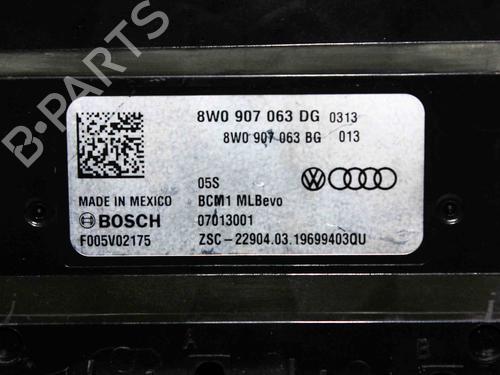 8W0 907 063 DG 0313
8W0 907 063 BG 013
05S
MADE IN MEXICO BCM1 MLBevo
BOSCH 07013001
F005V02175 ZSC-22904.03.19699403QU
B-PARTS